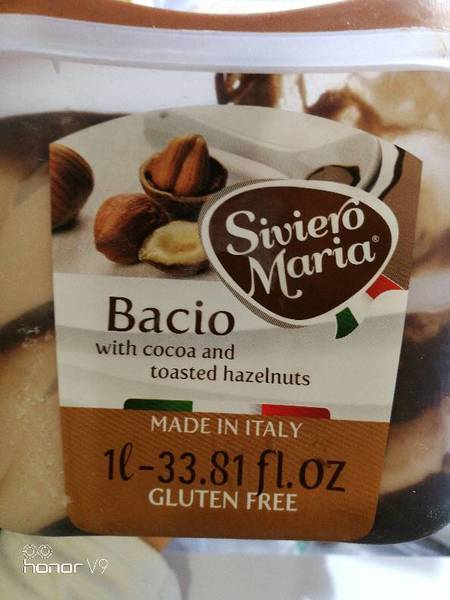 Siviero
Maria®
Bacio
with cocoa and
toasted hazelnuts
MADE IN ITALY
1l-33.81 fl.oz
GLUTEN FREE
honor V9